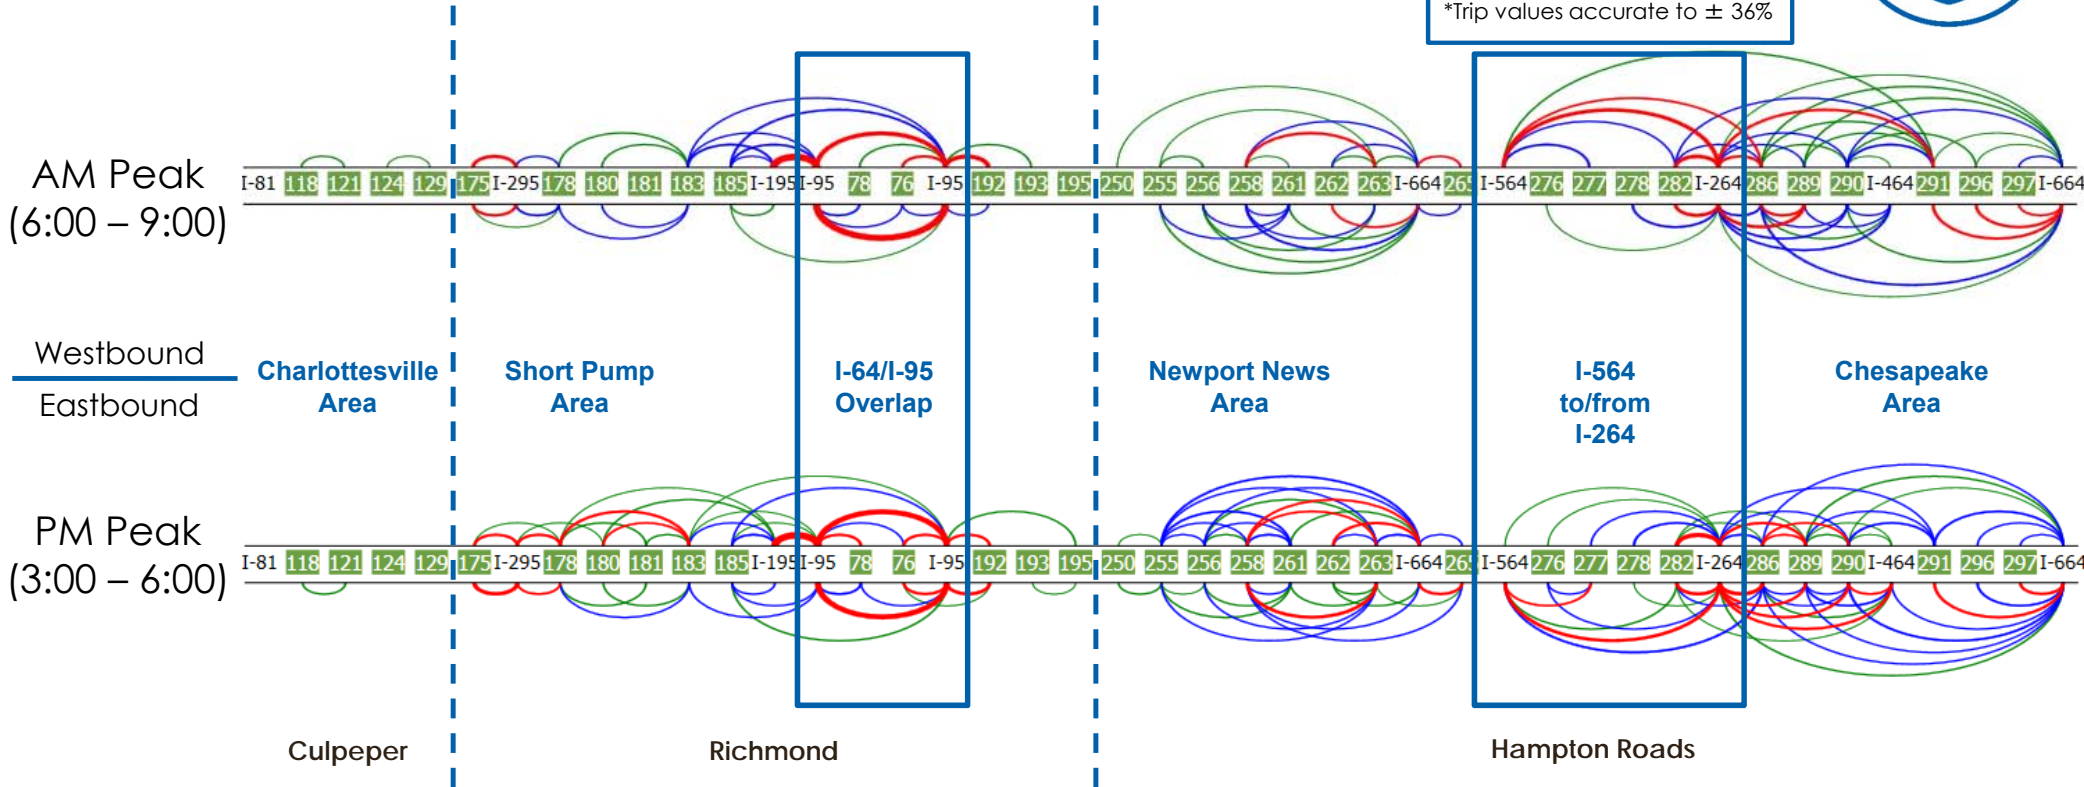 *Trip values accurate to ± 36%
AM Peak
(6:00 – 9:00)
I-81 118 121 124 129 175 I-295 178 180 181 183 185 I-195 I-95 78 76 I-95 192 193 195 250 255 256 258 261 262 263 I-664 265 I-564 276 277 278 282 I-264 286 289 290 I-464 291 296 297 I-664
Westbound
Eastbound
Charlottesville
Area
Short Pump
Area
I-64/I-95
Overlap
Newport News
Area
I-564
to/from
I-264
Chesapeake
Area
PM Peak
(3:00 – 6:00)
I-81 118 121 124 129 175 I-295 178 180 181 183 185 I-195 I-95 78 76 I-95 192 193 195 250 255 256 258 261 262 263 I-664 265 I-564 276 277 278 282 I-264 286 289 290 I-464 291 296 297 I-664
Culpeper
Richmond
Hampton Roads